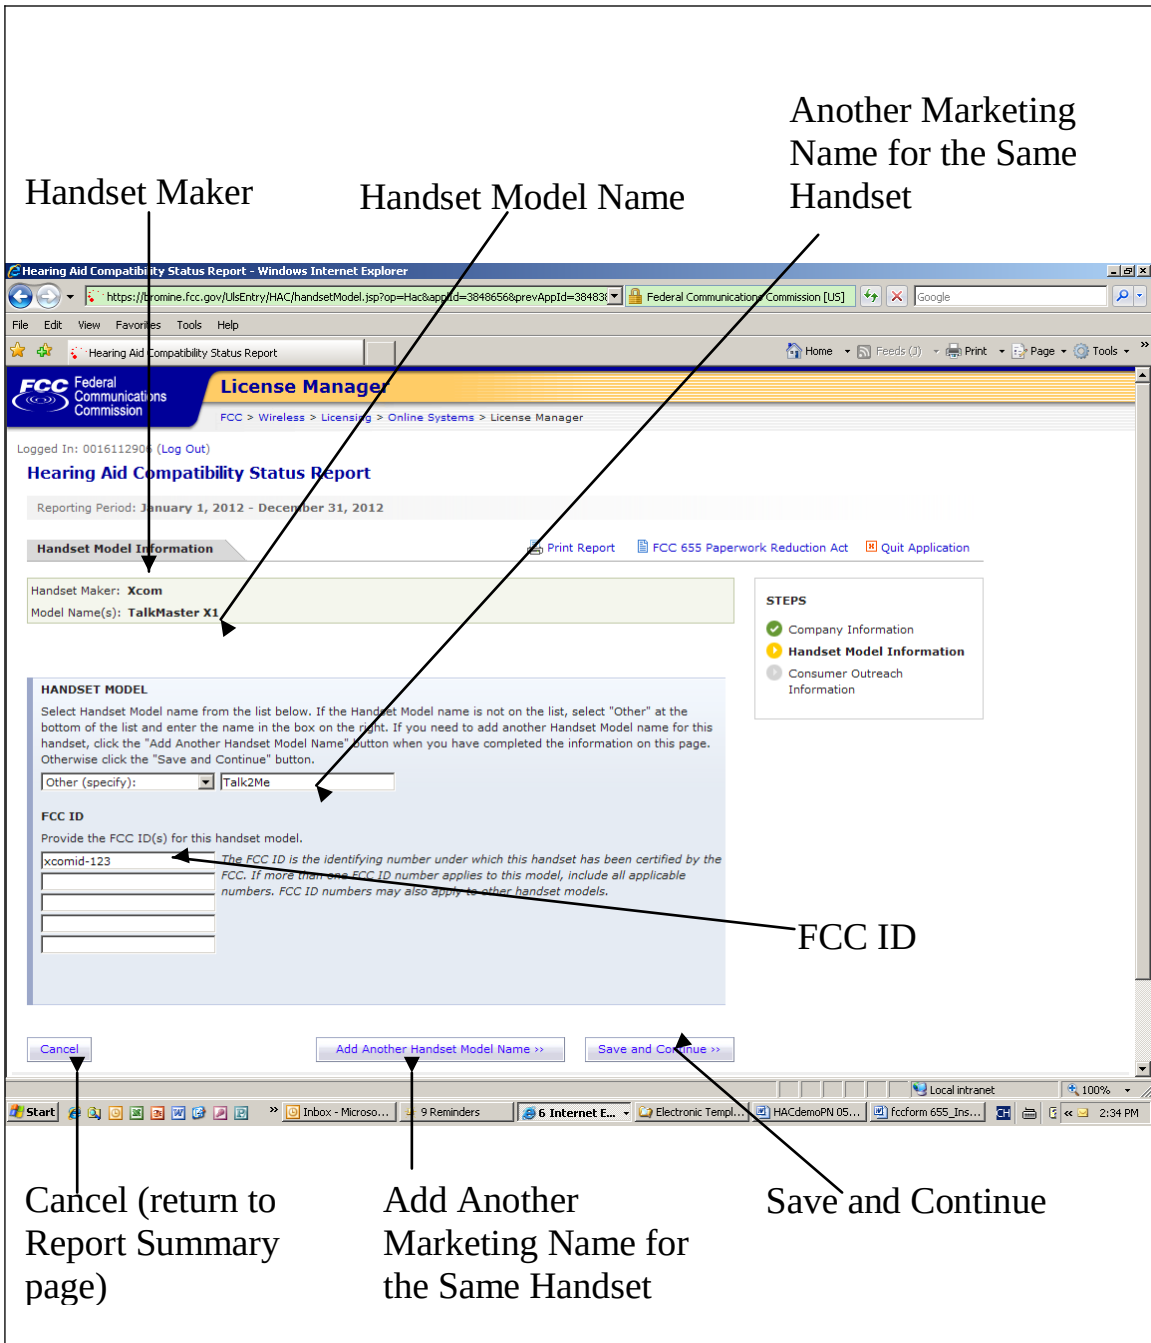 Another Marketing
Name for the Same
Handset
Handset Maker
Handset Model Name
Hearing Aid Compatibility Status Report - Windows Internet Explorer
https://bromine.fcc.gov/UlsEntry/HAC/handsetModel.jsp?op=Hac&applId=3848656&prevAppId=384838
Federal Communications Commission [US]
Google
File Edit View Favorites Tools Help
Hearing Aid Compatibility Status Report
Home Feeds (J) Print Page Tools »
FCC Federal
Communications
Commission
License Manager
FCC > Wireless > Licensing > Online Systems > License Manager
Logged In: 0016112906 (Log Out)
Hearing Aid Compatibility Status Report
Reporting Period: January 1, 2012 - December 31, 2012
Handset Model Information
Print Report FCC 655 Paperwork Reduction Act Quit Application
Handset Maker: Xcom
Model Name(s): TalkMaster X1
STEPS
Company Information
Handset Model Information
Consumer Outreach
Information
HANDSET MODEL
Select Handset Model name from the list below. If the Handset Model name is not on the list, select "Other" at the
bottom of the list and enter the name in the box on the right. If you need to add another Handset Model name for this
handset, click the "Add Another Handset Model Name" button when you have completed the information on this page.
Otherwise click the "Save and Continue" button.
Other (specify): Talk2Me
FCC ID
Provide the FCC ID(s) for this handset model.
xcomid-123
The FCC ID is the identifying number under which this handset has been certified by the
FCC. If more than one FCC ID number applies to this model, include all applicable
numbers. FCC ID numbers may also apply to other handset models.
FCC ID
Cancel
Add Another Handset Model Name >>
Save and Continue >>
Local intranet 100%
Start » Inbox - Microso... 9 Reminders 6 Internet E... Electronic Templ... HACdemoPN 05... fccform 655_Ins... « 2:34 PM
Cancel (return to
Report Summary
page)
Add Another
Marketing Name for
the Same Handset
Save and Continue